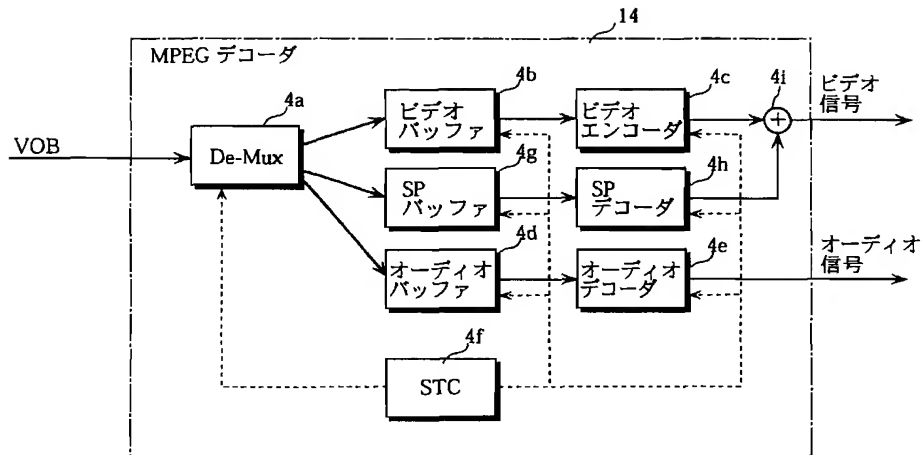 14
MPEG デコーダ
4a
4b
4c
4i
ビデオ
信号
VOB
De-Mux
ビデオ
バッファ
ビデオ
エンコーダ
+
4g
4h
SP
バッファ
SP
デコーダ
4d
4e
オーディオ
バッファ
オーディオ
デコーダ
オーディオ
信号
4f
STC